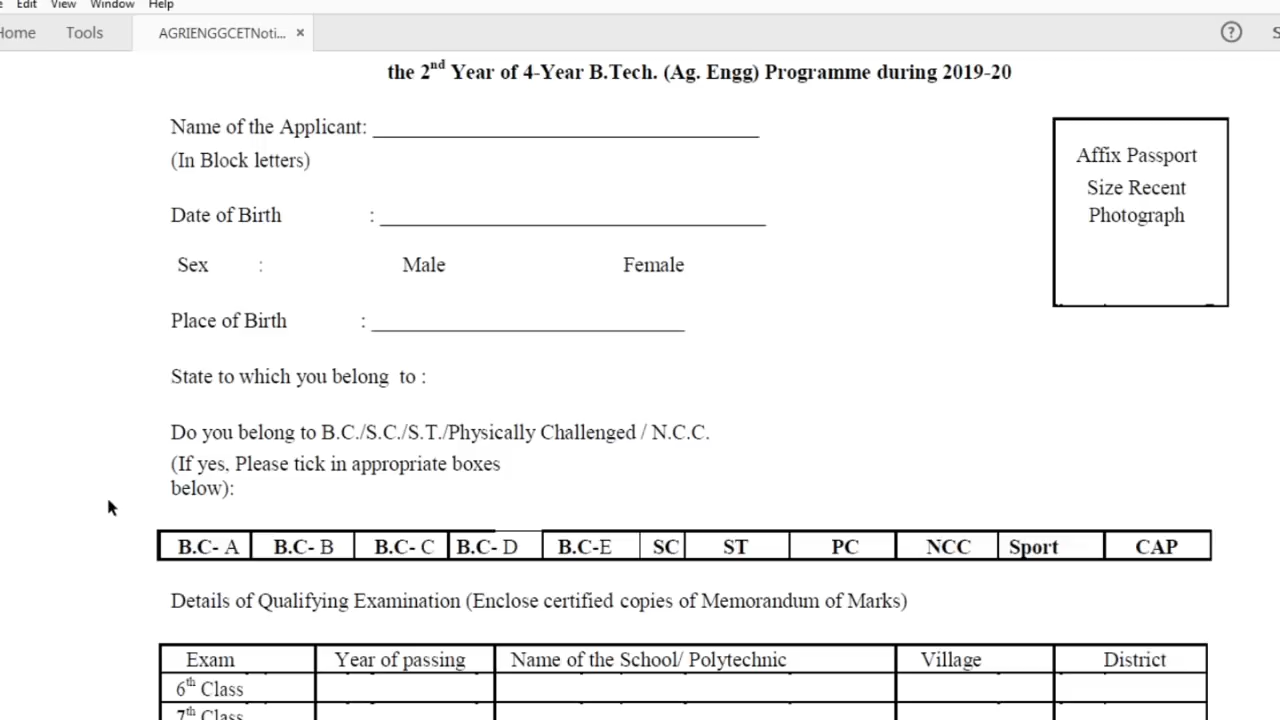 Edit View Window Help
Home Tools AGRIENGGCETNoti... × ?
the 2nd Year of 4-Year B.Tech. (Ag. Engg) Programme during 2019-20
Name of the Applicant:
(In Block letters)
Affix Passport
Size Recent
Photograph
Date of Birth :
Sex : Male Female
Place of Birth :
State to which you belong to :
Do you belong to B.C./S.C./S.T./Physically Challenged / N.C.C.
(If yes, Please tick in appropriate boxes
below):
B.C- A B.C- B B.C- C B.C- D B.C-E SC ST PC NCC Sport CAP
Details of Qualifying Examination (Enclose certified copies of Memorandum of Marks)
Exam Year of passing Name of the School/ Polytechnic Village District
6th Class
7th Class